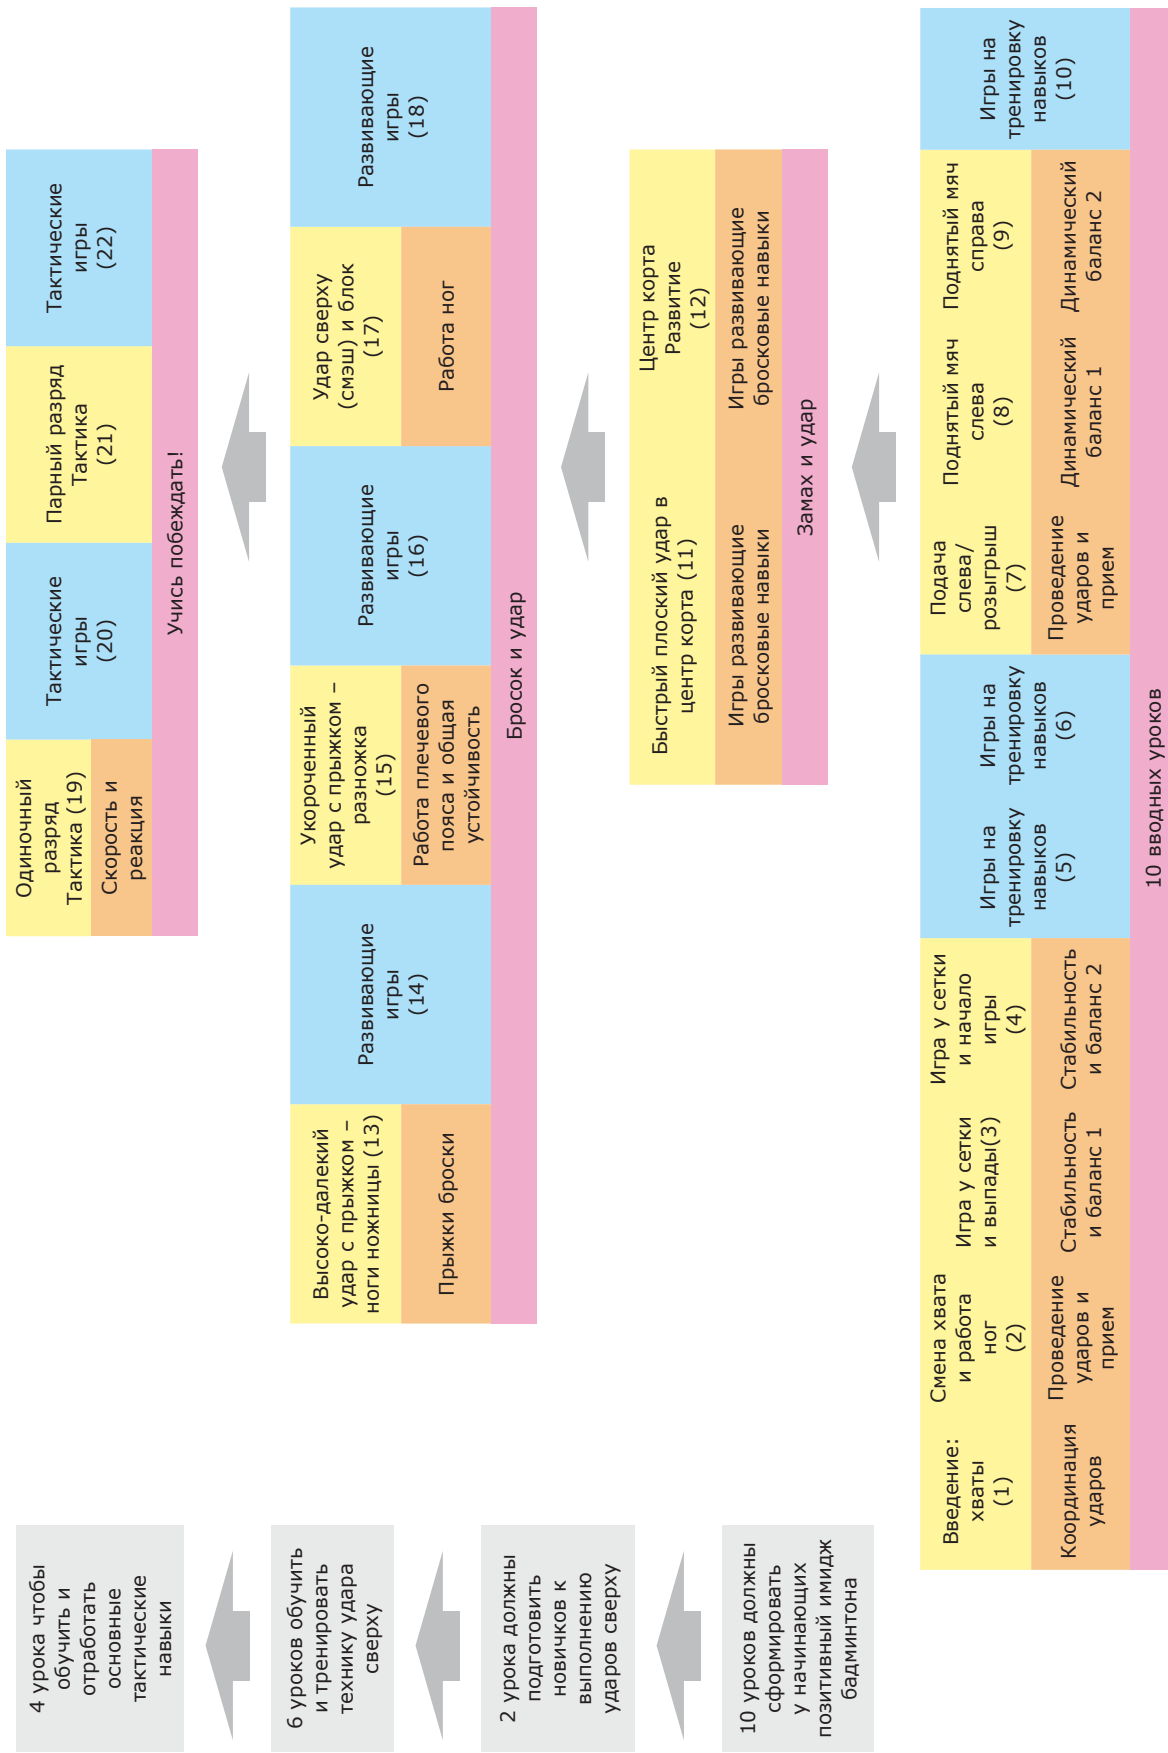 4 урока чтобы
обучить и
отработать
основные
тактические
навыки
Одиночный
разряд
Тактика (19)
Скорость и
реакция
Тактические
игры
(20)
Парный разряд
Тактика
(21)
Тактические
игры
(22)
Учись побеждать!
6 уроков обучить
и тренировать
технику удара
сверху
Высоко-далекий
удар с прыжком –
ноги ножницы (13)
Прыжки броски
Развивающие
игры
(14)
Укороченный
удар с прыжком –
разножка
(15)
Работа плечевого
пояса и общая
устойчивость
Развивающие
игры
(16)
Удар сверху
(смэш) и блок
(17)
Работа ног
Развивающие
игры
(18)
Бросок и удар
2 урока должны
подготовить
новичков к
выполнению
ударов сверху
Быстрый плоский удар в
центр корта (11)
Игры развивающие
бросковые навыки
Центр корта
Развитие
(12)
Игры развивающие
бросковые навыки
Замах и удар
10 уроков должны
сформировать
у начинающих
позитивный имидж
бадминтона
Введение:
хваты
(1)
Координация
ударов
Смена хвата
и работа
ног
(2)
Проведение
ударов и
прием
Игра у сетки
и выпады(3)
Стабильность
и баланс 1
Игра у сетки
и начало
игры
(4)
Стабильность
и баланс 2
Игры на
тренировку
навыков
(5)
Игры на
тренировку
навыков
(6)
Подача
слева/
розыгрыш
(7)
Проведение
ударов и
прием
Поднятый мяч
слева
(8)
Динамический
баланс 1
Поднятый мяч
справа
(9)
Динамический
баланс 2
Игры на
тренировку
навыков
(10)
10 вводных уроков